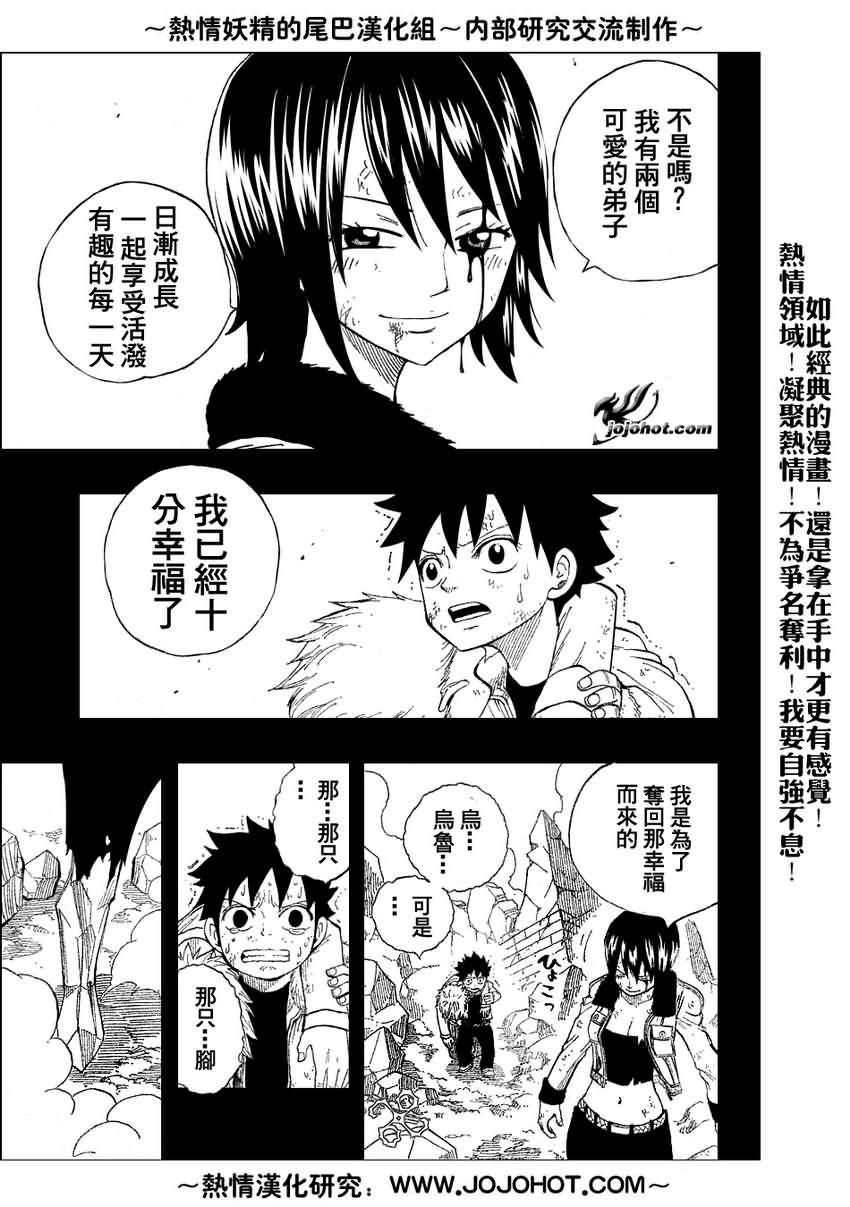 ～熱情妖精的尾巴漢化組～内部研究交流制作～
不是嗎？
我有兩個
可愛的弟子
日漸成長
一起享受活潑
有趣的每一天
jojohot.com
我已經十
分幸福了
我是為了
奪回那幸福
而來的
烏…
烏魯…
可是
…
ひょこっ
那…那只
…
那只…腳
如此經典的漫畫！還是拿在手中才更有感覺！
熱情領域！凝聚熱情！不為爭名奪利！我要自強不息！
～熱情漢化研究：WWW.JOJOHOT.COM～